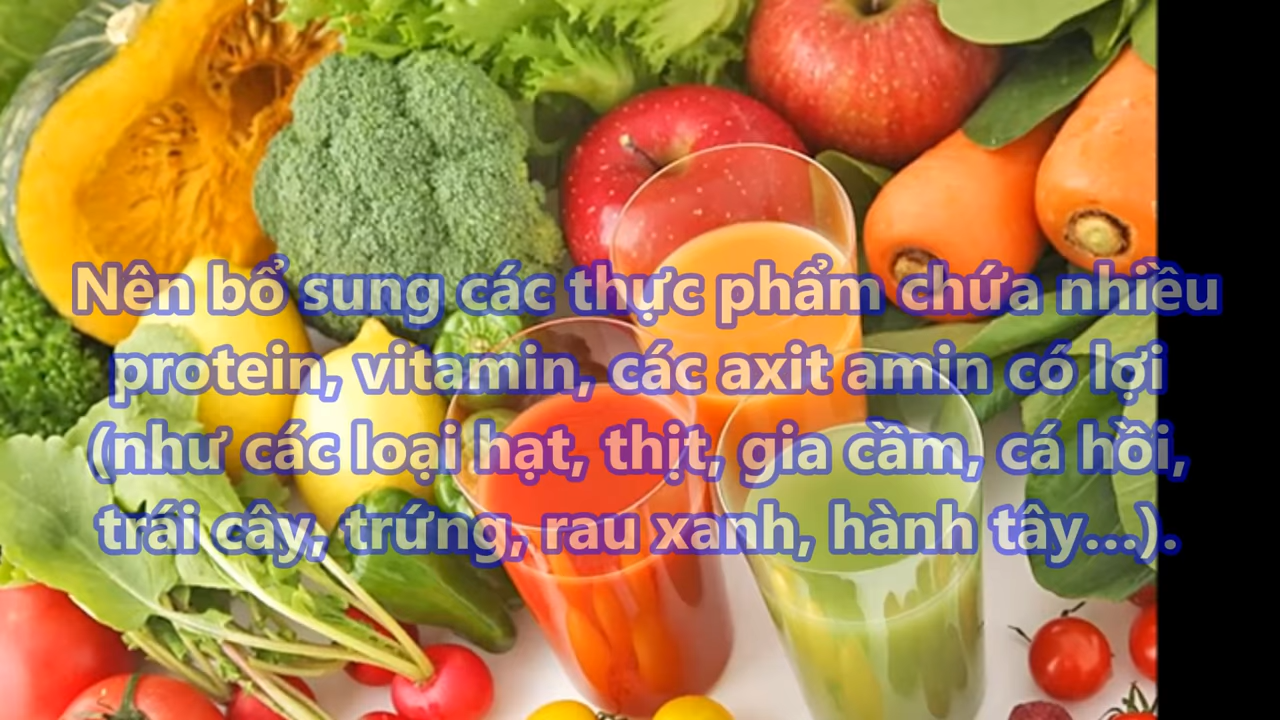 Nên bổ sung các thực phẩm chứa nhiều
protein, vitamin, các axit amin có lợi
(như các loại hạt, thịt, gia cầm, cá hồi,
trái cây, trứng, rau xanh, hành tây...).